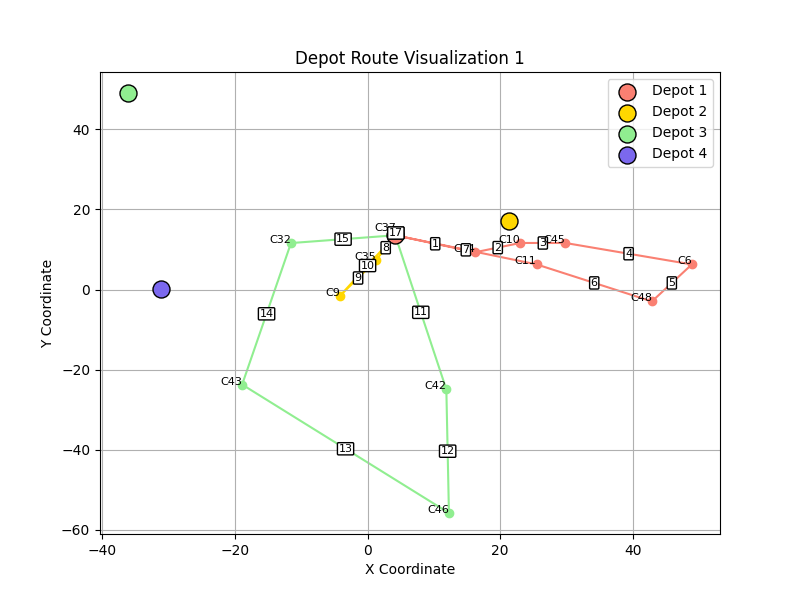 Depot Route Visualization 1
Depot 1
Depot 2
Depot 3
Depot 4
Y Coordinate
40
20
0
−20
−40
−60
C37
17
C32
15
1
C10
3
C45
8
7
2
4
C35
10
C11
C6
9
6
5
C9
C48
14
11
C43
C42
13
12
C46
−40
−20
0
20
40
X Coordinate